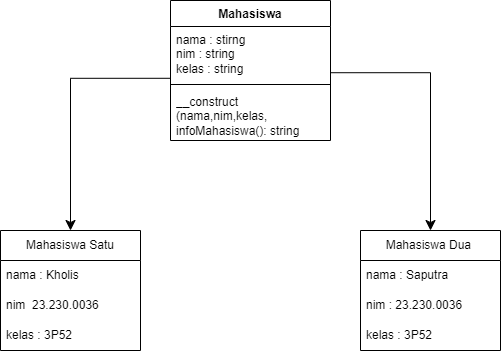 Mahasiswa
nama : stirng
nim : string
kelas : string
__construct
(nama,nim,kelas,
infoMahasiswa(): string
Mahasiswa Satu
nama : Kholis
nim  23.230.0036
kelas : 3P52
Mahasiswa Dua
nama : Saputra
nim : 23.230.0036
kelas : 3P52